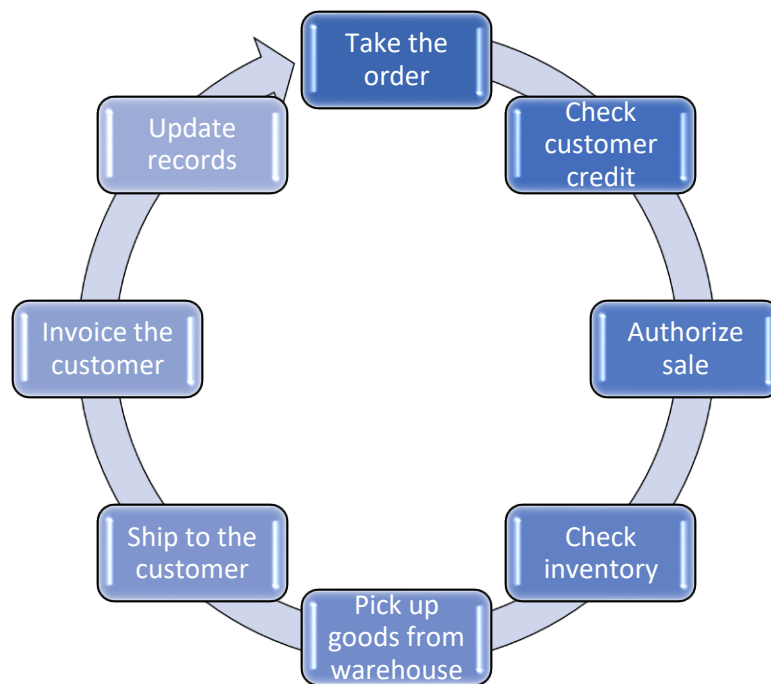 Take the
order
Check
customer
credit
Authorize
sale
Check
inventory
Pick up
goods from
warehouse
Ship to the
customer
Invoice the
customer
Update
records